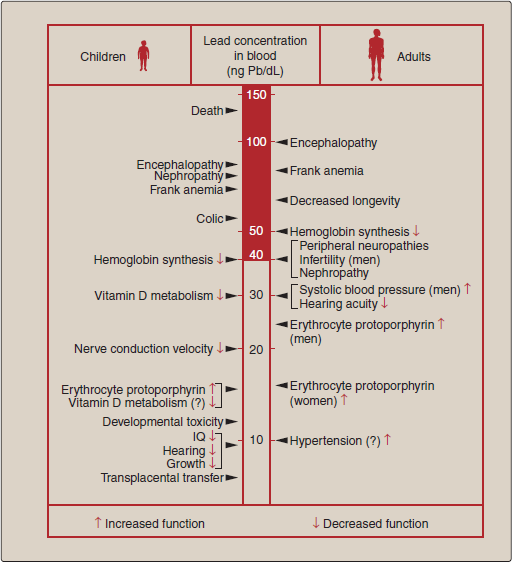 Children
Lead concentration
in blood
(ng Pb/dL)
Adults
150
Death
100
Encephalopathy
Encephalopathy
Nephropathy
Frank anemia
Frank anemia
Decreased longevity
Colic
50
Hemoglobin synthesis ↓
Peripheral neuropathies
Infertility (men)
Nephropathy
40
Hemoglobin synthesis ↓
Vitamin D metabolism ↓
30
Systolic blood pressure (men) ↑
Hearing acuity ↓
Erythrocyte protoporphyrin ↑
(men)
Nerve conduction velocity ↓
20
Erythrocyte protoporphyrin ↑
Vitamin D metabolism (?) ↓
Erythrocyte protoporphyrin
(women) ↑
Developmental toxicity
IQ ↓
Hearing ↓
Growth ↓
10
Hypertension (?) ↑
Transplacental transfer
↑ Increased function
↓ Decreased function